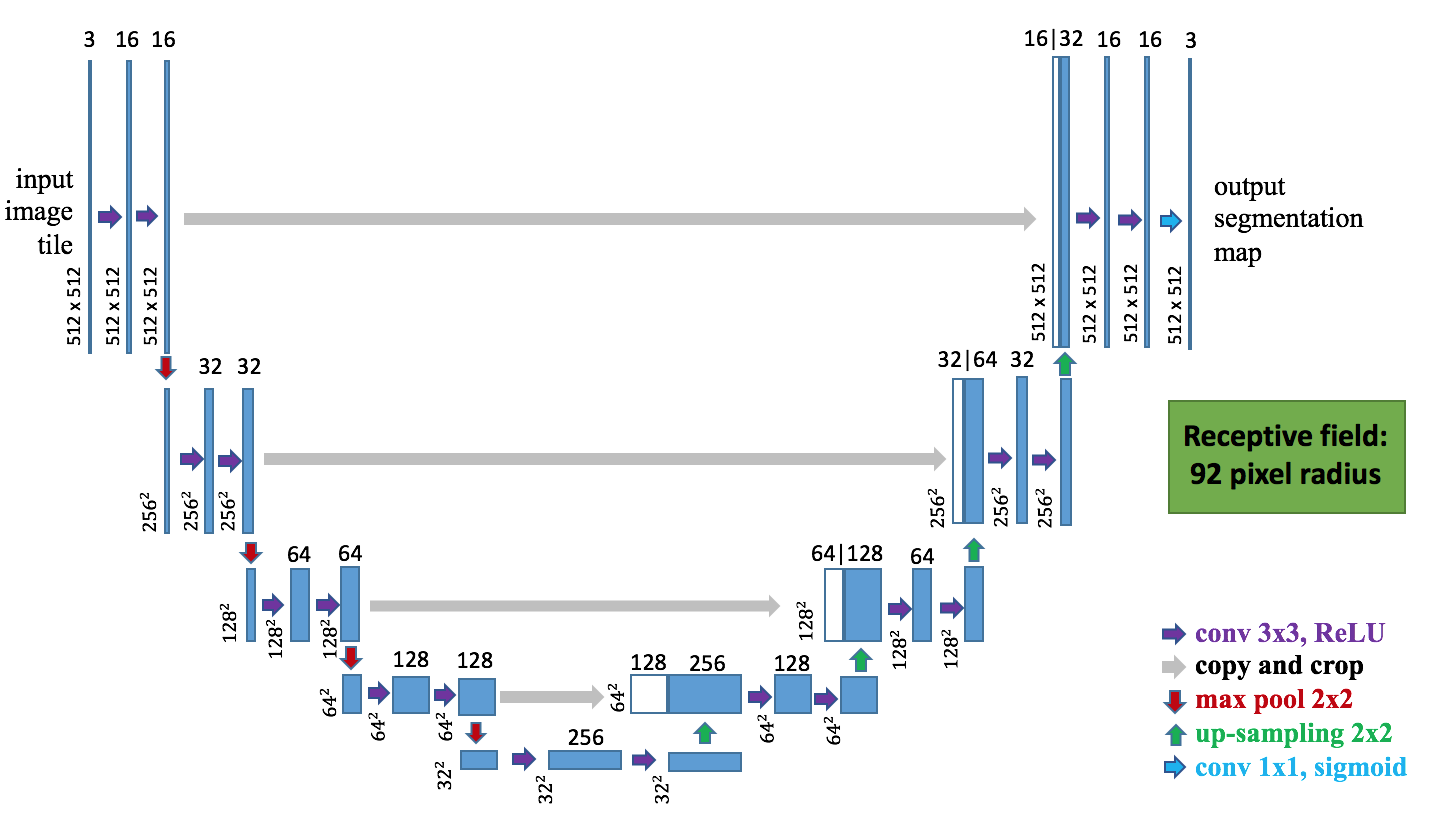 3 16 16
16|32 16 16 3
input
image
tile
512 x 512
512 x 512
512 x 512
512 x 512
512 x 512
512 x 512
512 x 512
output
segmentation
map
32 32
32|64 32
256²
256²
256²
256²
256²
256²
Receptive field:
92 pixel radius
64 64
64|128 64
128²
128²
128²
128²
128²
128²
128 128
128 256 128
64²
64²
64²
64²
64²
64²
256
32²
32²
32²
conv 3x3, ReLU
copy and crop
max pool 2x2
up-sampling 2x2
conv 1x1, sigmoid